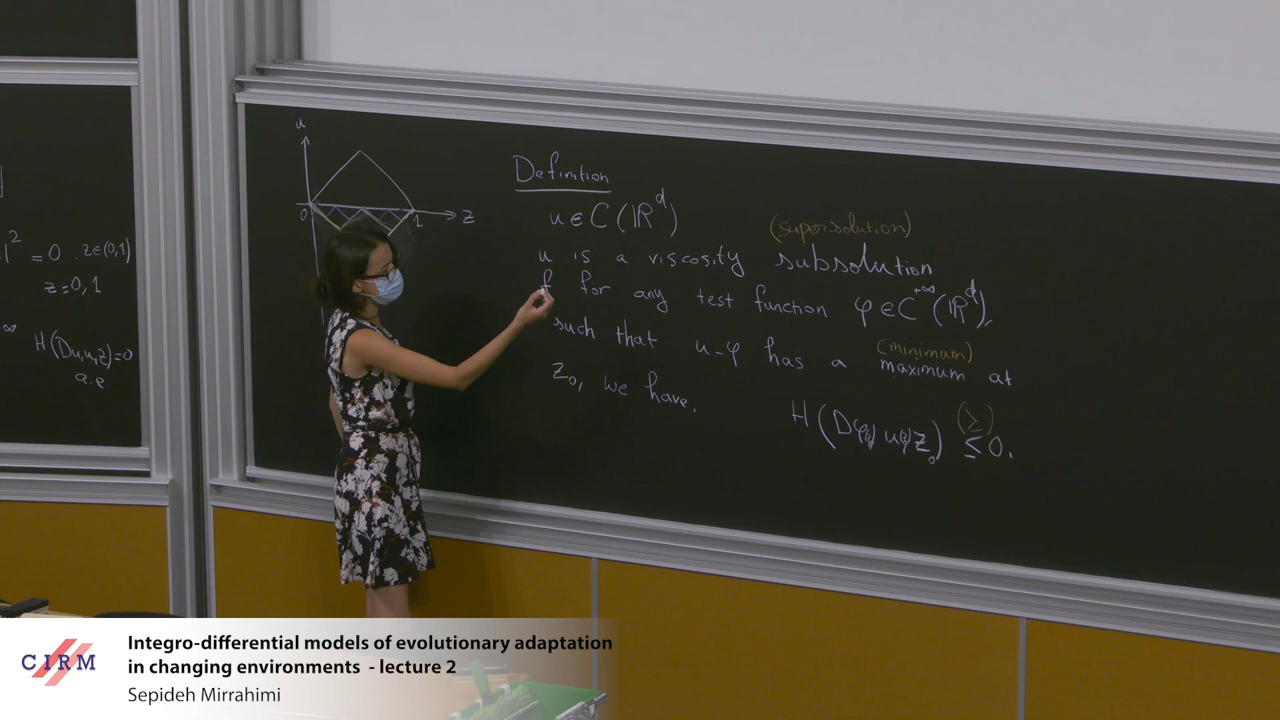 |² = 0 . z∈(0,1)
z=0,1
∞
H(Du,u,z)=0
a.e
u
0
1
z
Definition
u ∈ C(ℝᵈ)
(supersolution)
u is a viscosity subsolution
for any test function φ∈C⁺∞(ℝᵈ),
such that u-φ has a maximum at
(minimum)
z₀, we have,
(≥)
H(Dφ(z₀), u(z₀), z₀) ≤ 0.
CIRM
Integro-differential models of evolutionary adaptation
in changing environments - lecture 2
Sepideh Mirrahimi